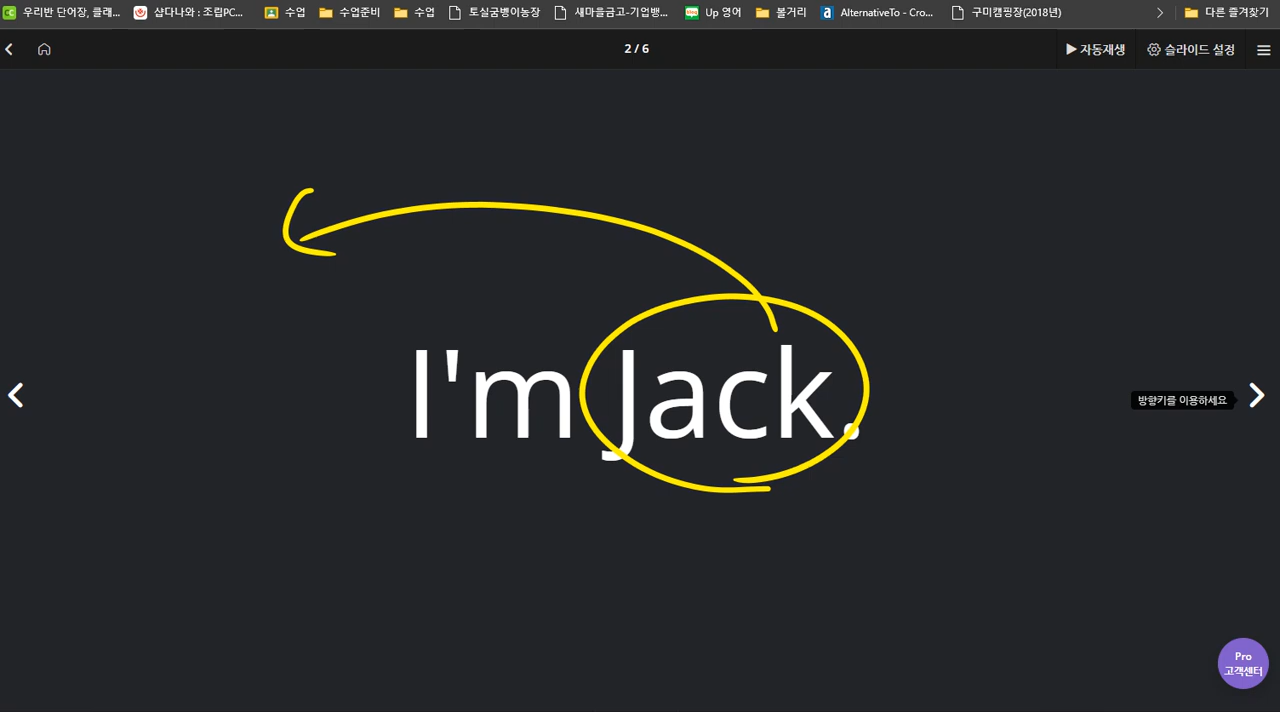 우리반 단어장, 클래... 샵다나와 : 조립PC... 수업 수업준비 수업 토실굼벵이농장 새마을금고-기업뱅... blog Up 영어 볼거리 a AlternativeTo - Cro... 구미캠핑장(2018년) 다른 즐겨찾기
2 / 6 자동재생 슬라이드 설정
I'm Jack.
방향키를 이용하세요
Pro
고객센터